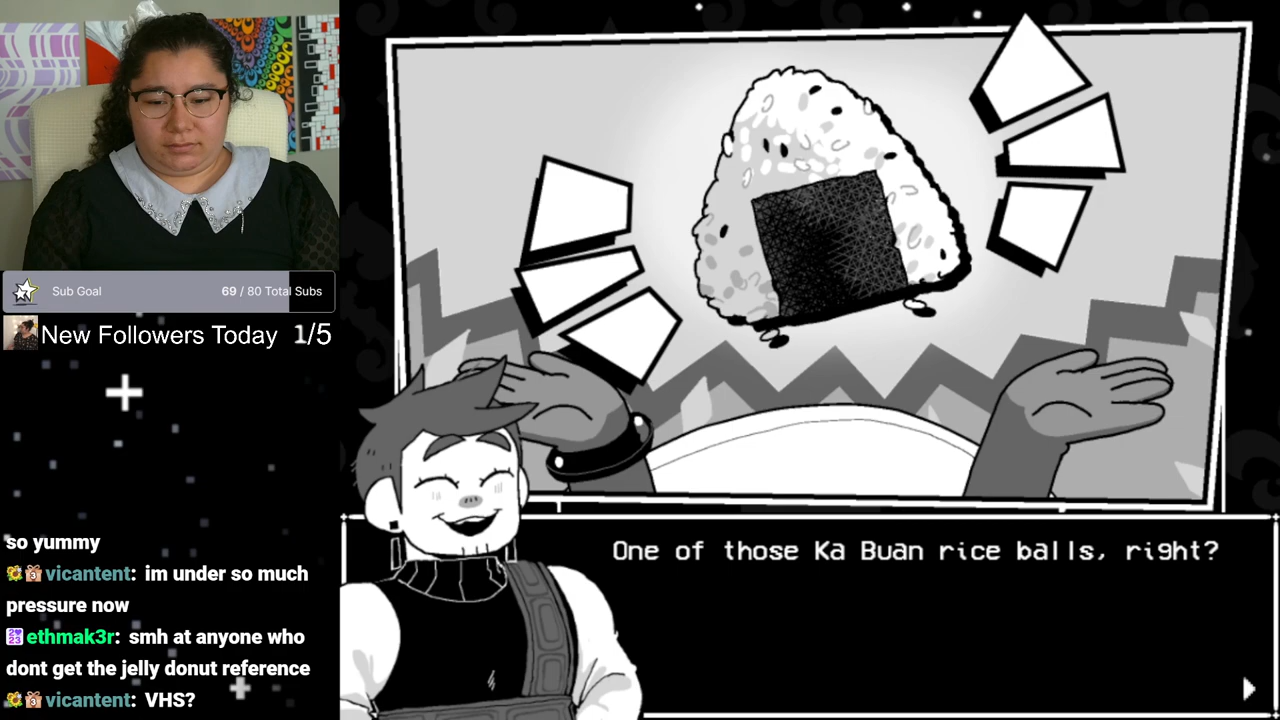 Sub Goal 69 / 80 Total Subs
New Followers Today 1/5
so yummy
vicantent: im under so much
pressure now
ethmak3r: smh at anyone who
dont get the jelly donut reference
vicantent: VHS?
One of those Ka Buan rice balls, right?